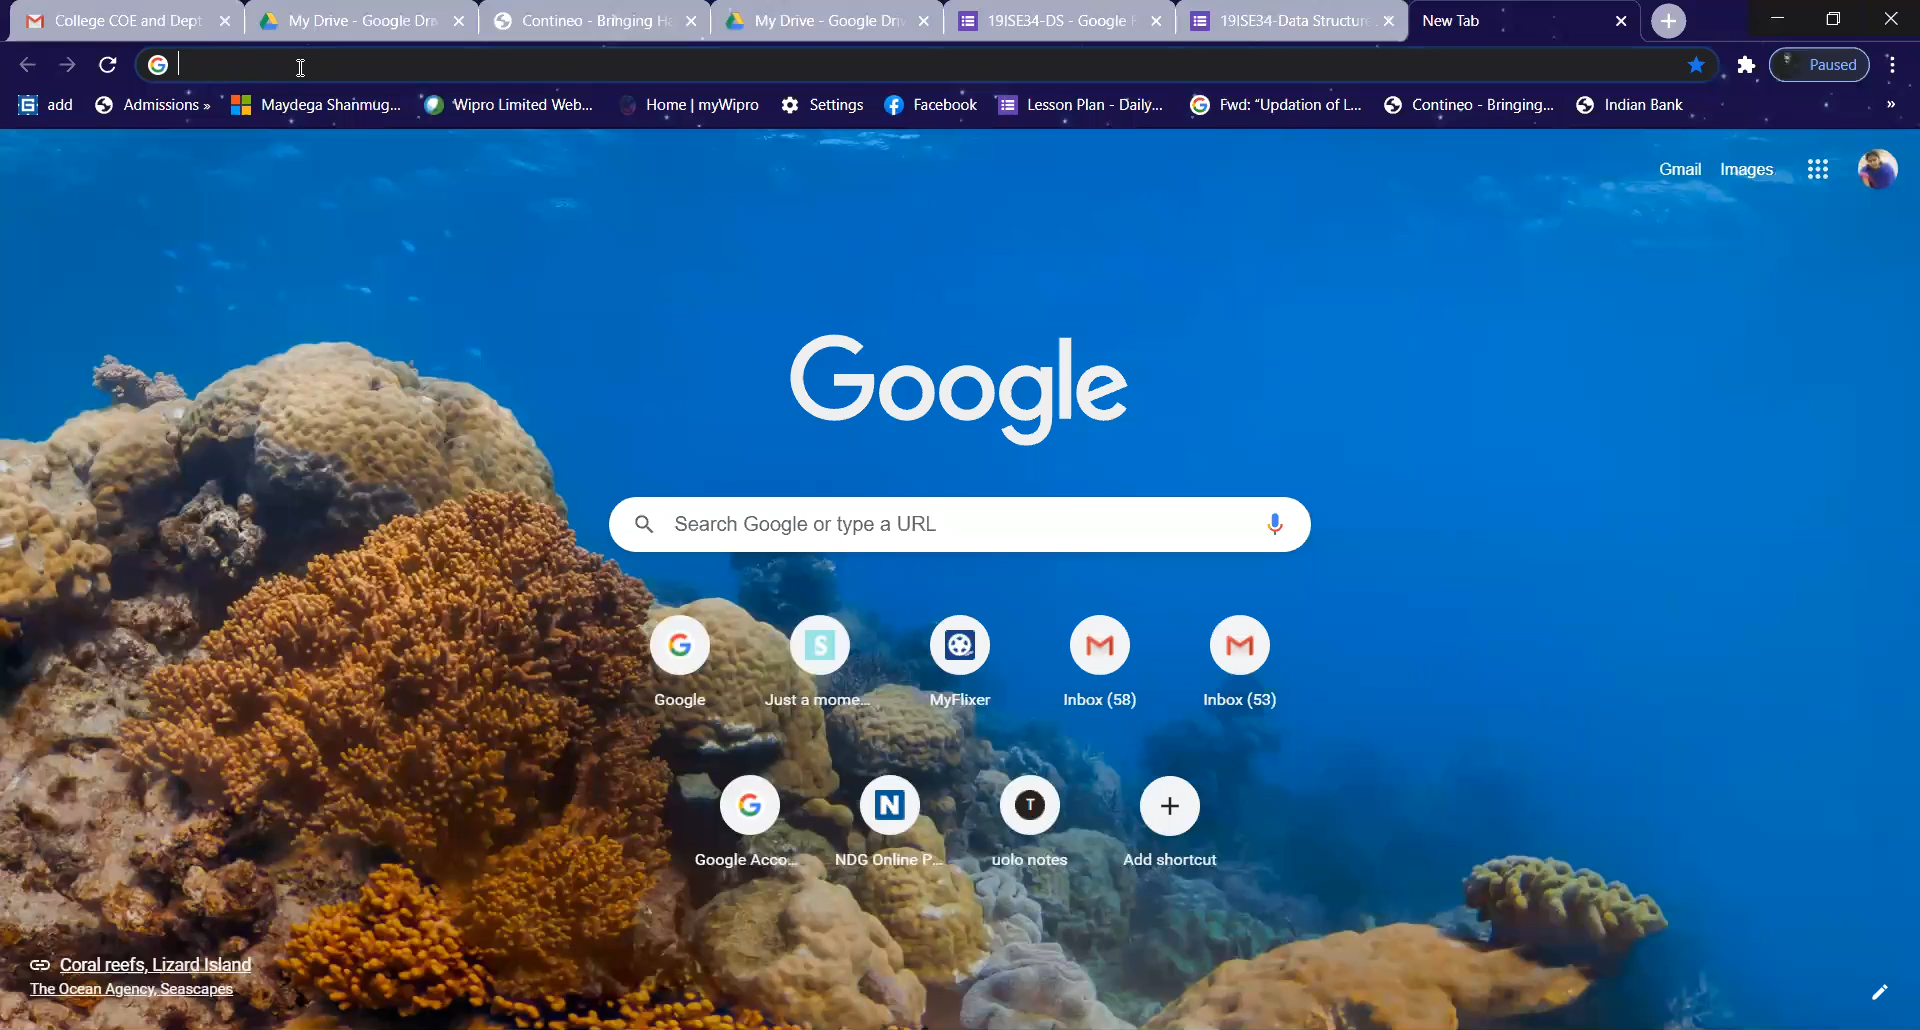 College COE and Dept
My Drive - Google Dri
Contineo - Bringing Ha
My Drive - Google Dri
19ISE34-DS - Google F
19ISE34-Data Structure
New Tab
Paused
add
Admissions »
Maydega Shanmug...
Wipro Limited Web...
Home | myWipro
Settings
Facebook
Lesson Plan - Daily...
Fwd: "Updation of L...
Contineo - Bringing...
Indian Bank
»
Gmail
Images
Google
Search Google or type a URL
Google
S
Just a mome...
MyFlixer
Inbox (58)
Inbox (53)
Google Acco...
N
NDG Online P...
T
uolo notes
Add shortcut
Coral reefs, Lizard Island
The Ocean Agency, Seascapes